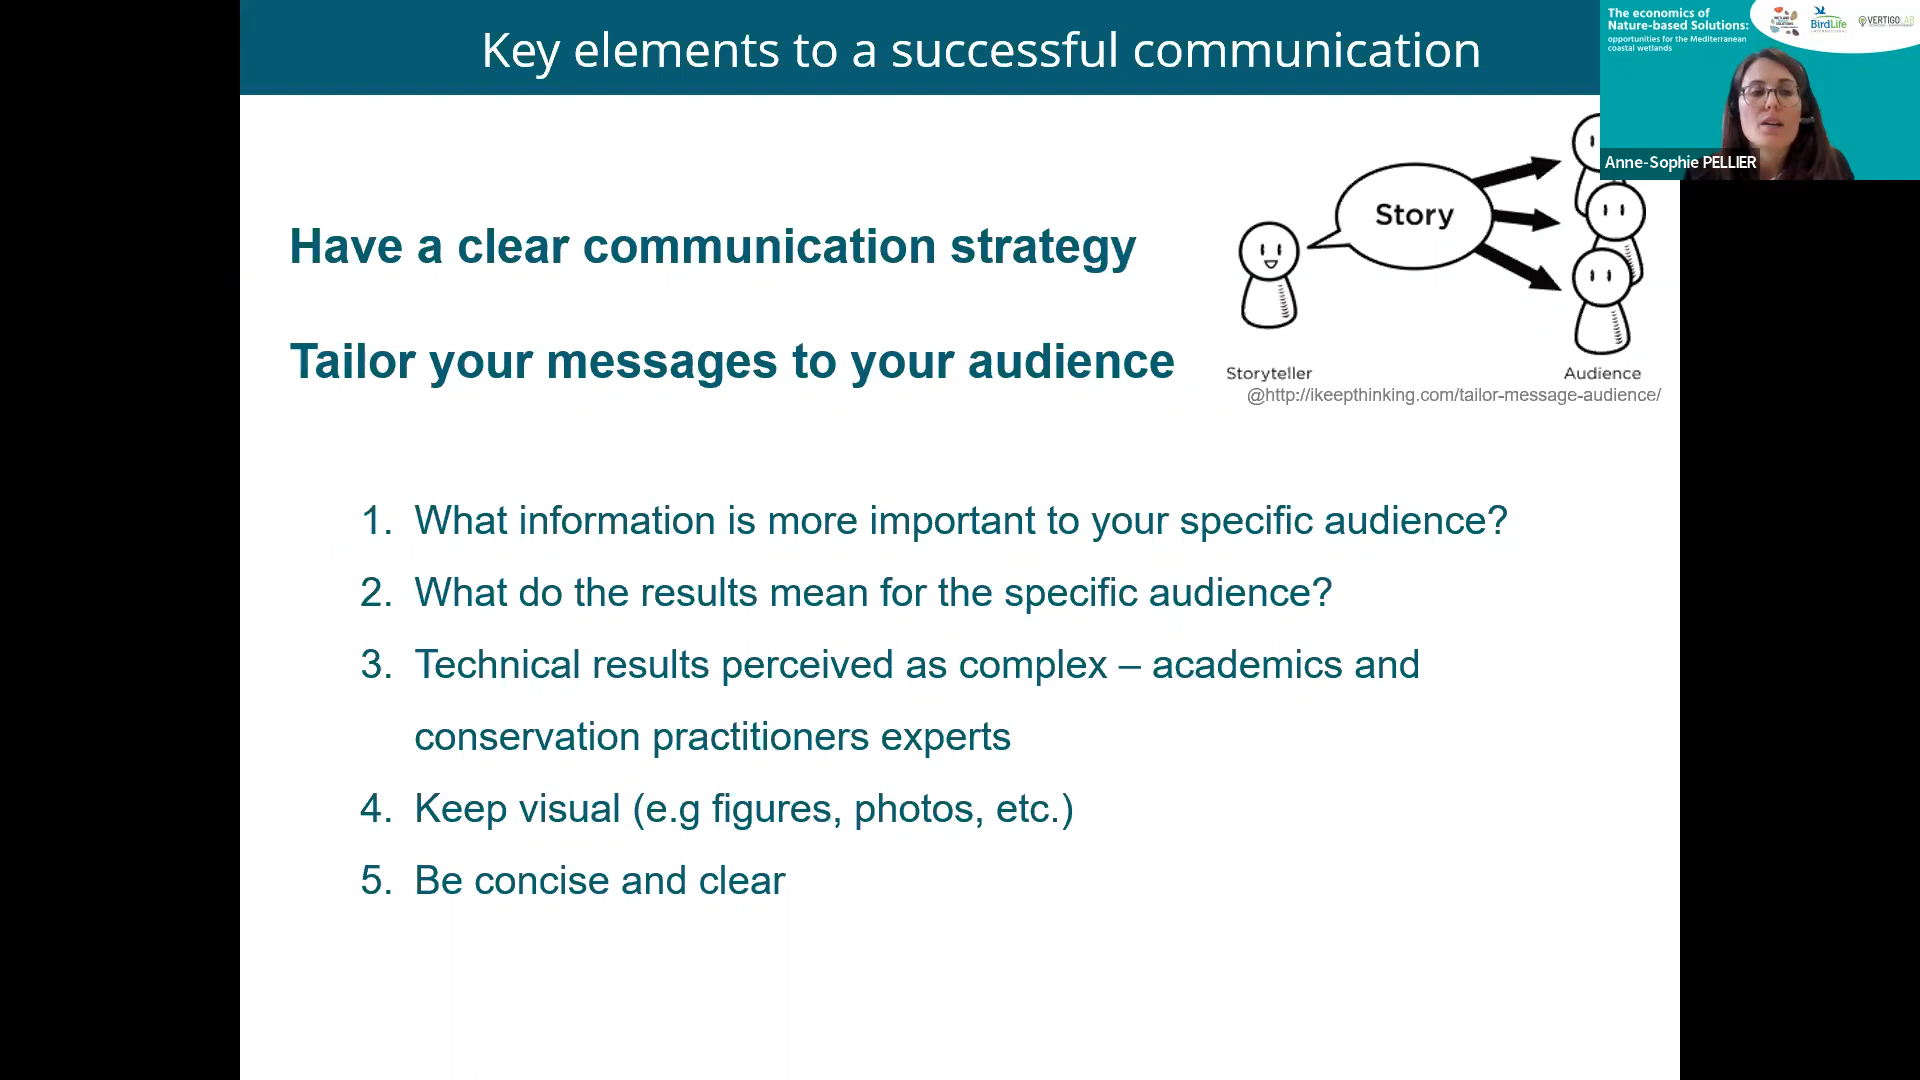 Key elements to a successful communication
The economics of
Nature-based Solutions:
opportunities for the Mediterranean
coastal wetlands
BirdLife
INTERNATIONAL
VERTIGOLAB
Anne-Sophie PELLIER
Have a clear communication strategy
Tailor your messages to your audience
Story
Storyteller
Audience
@http://ikeepthinking.com/tailor-message-audience/
1. What information is more important to your specific audience?
2. What do the results mean for the specific audience?
3. Technical results perceived as complex – academics and
conservation practitioners experts
4. Keep visual (e.g figures, photos, etc.)
5. Be concise and clear